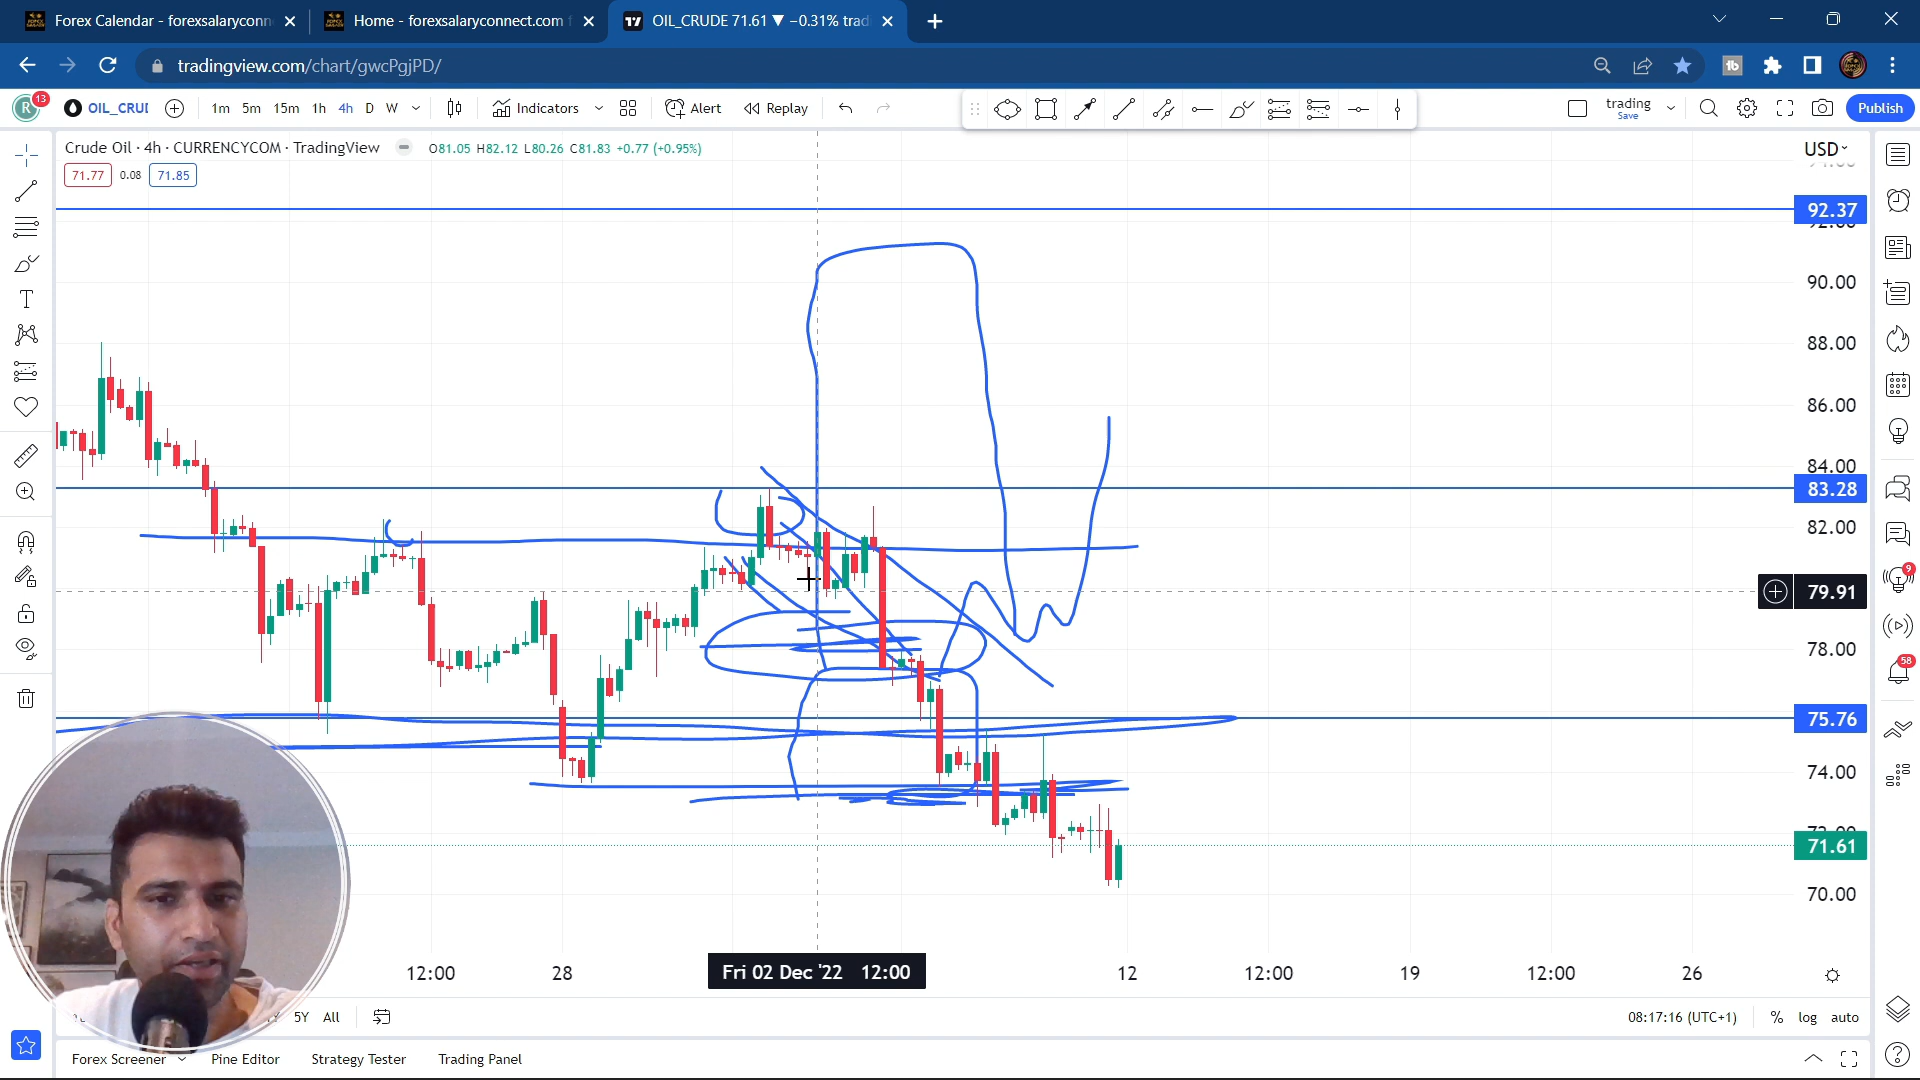 Forex Calendar - forexsalaryconn
Home - forexsalaryconnect.com f
OIL_CRUDE 71.61 ▼ −0.31% trad
tradingview.com/chart/gwcPgjPD/
R 13
OIL_CRUI
1m 5m 15m 1h 4h D W
Indicators
Alert
Replay
trading
Save
Publish
Crude Oil · 4h · CURRENCYCOM · TradingView
O81.05 H82.12 L80.26 C81.83 +0.77 (+0.95%)
71.77 0.08 71.85
USD
92.37
90.00
88.00
86.00
84.00
83.28
82.00
79.91
9
78.00
58
75.76
74.00
71.61
70.00
12:00 28 Fri 02 Dec '22 12:00 12 12:00 19 12:00 26
5Y All
08:17:16 (UTC+1) % log auto
Forex Screener Pine Editor Strategy Tester Trading Panel